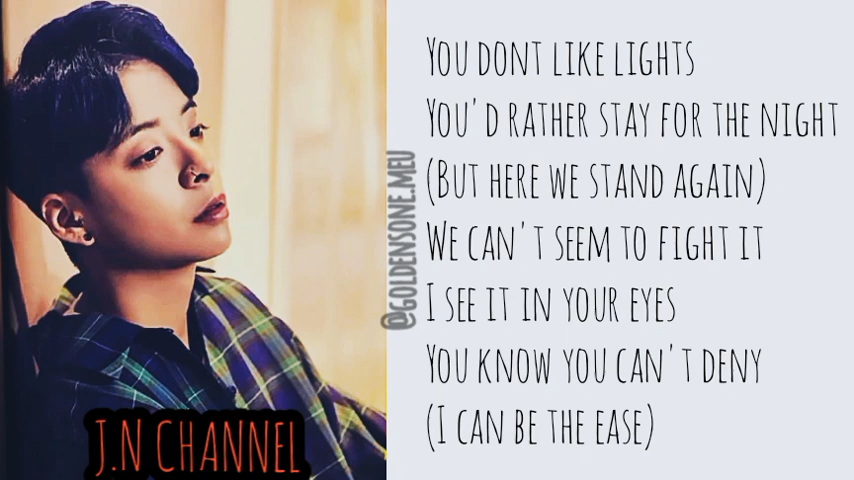 You dont like lights
You'd rather stay for the night
(But here we stand again)
We can't seem to fight it
I see it in your eyes
You know you can't deny
(I can be the ease)
@GOLDENSONE.MEU
J.N CHANNEL